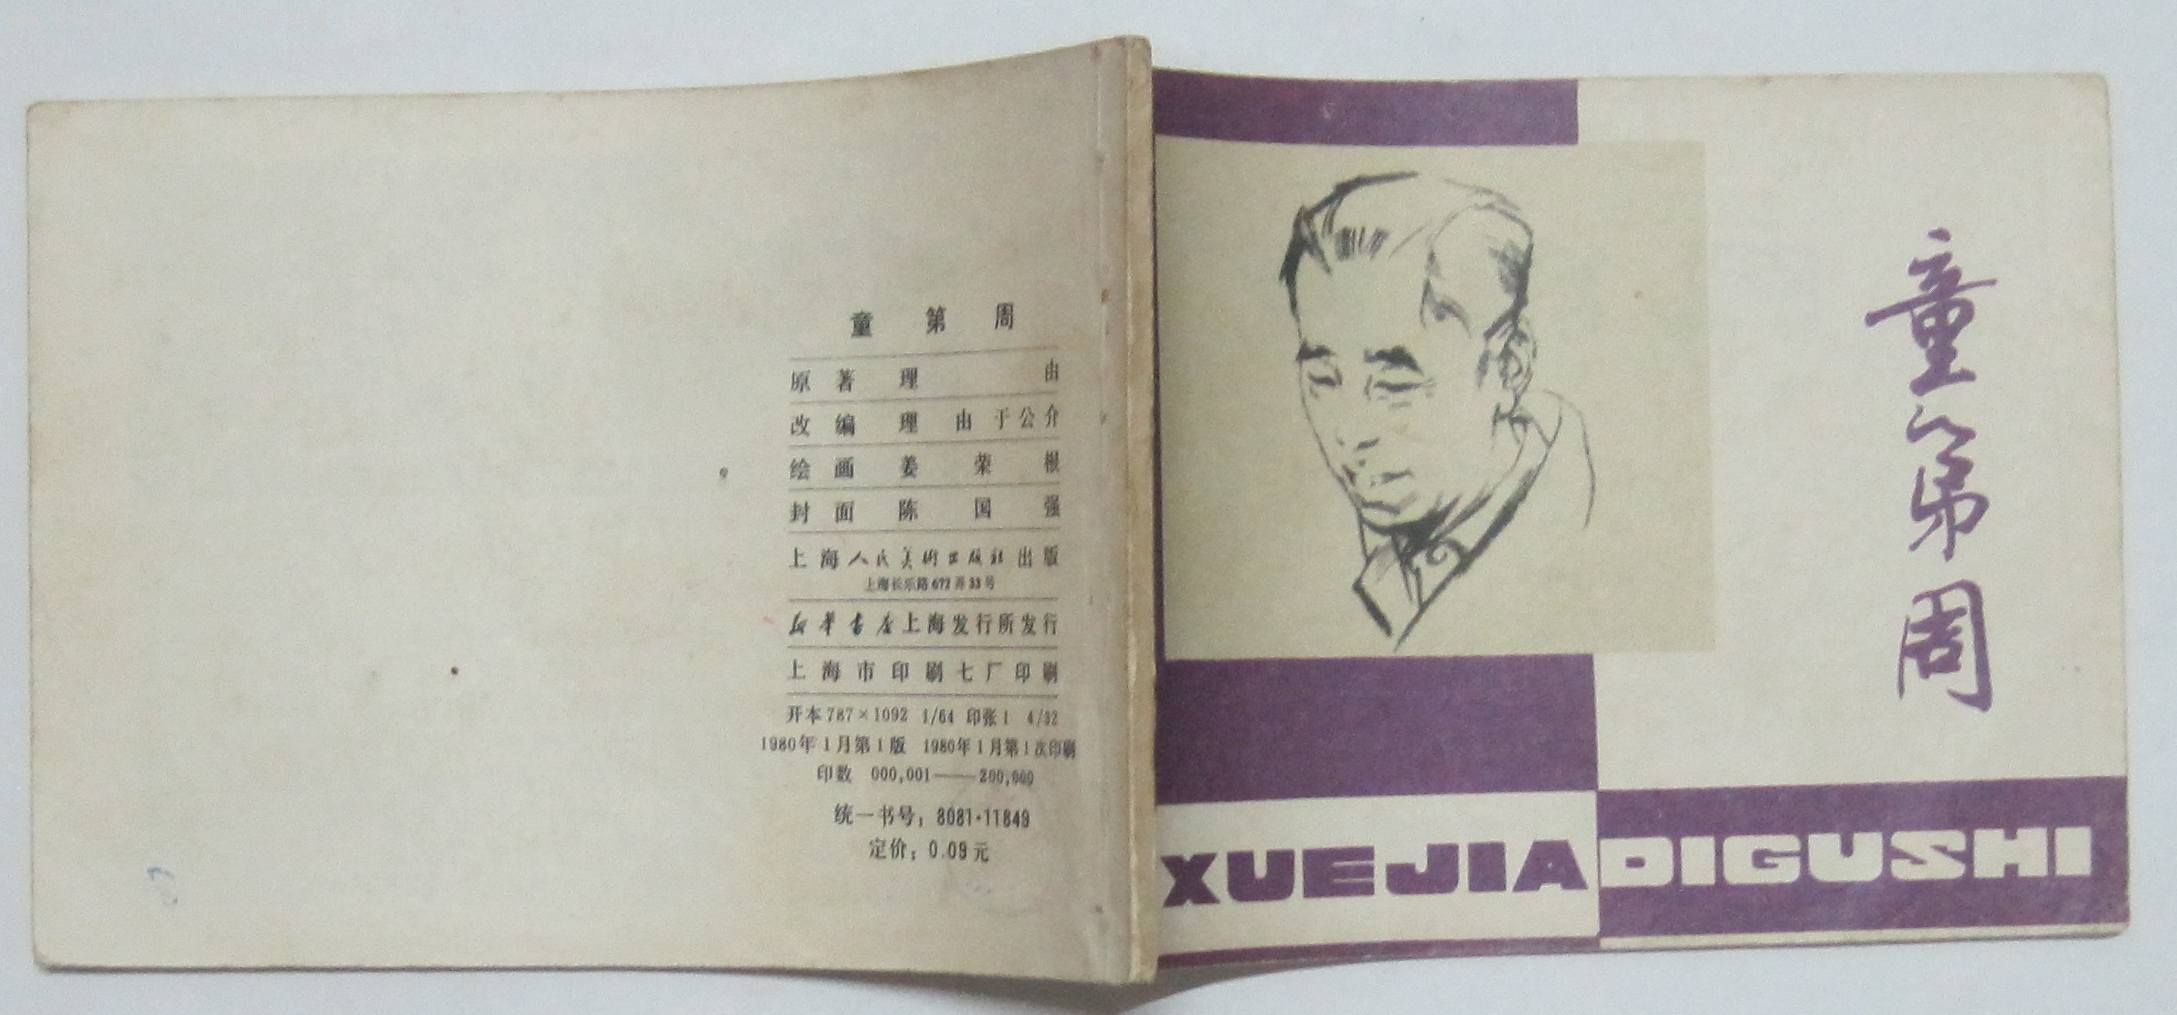 童第周
原著 理由
改编 理由 于公介
绘画 姜荣根
封面 陈国强
上海人民美術出版社出版
上海长乐路672弄33号
新华书店上海发行所发行
上海市印刷七厂印刷
开本 787×1092 1/64 印张 1 4/32
1980年1月第1版 1980年1月第1次印刷
印数 000,001——200,000
统一书号：8081·11849
定价：0.09元
童第周
XUEJIA DIGUSHI